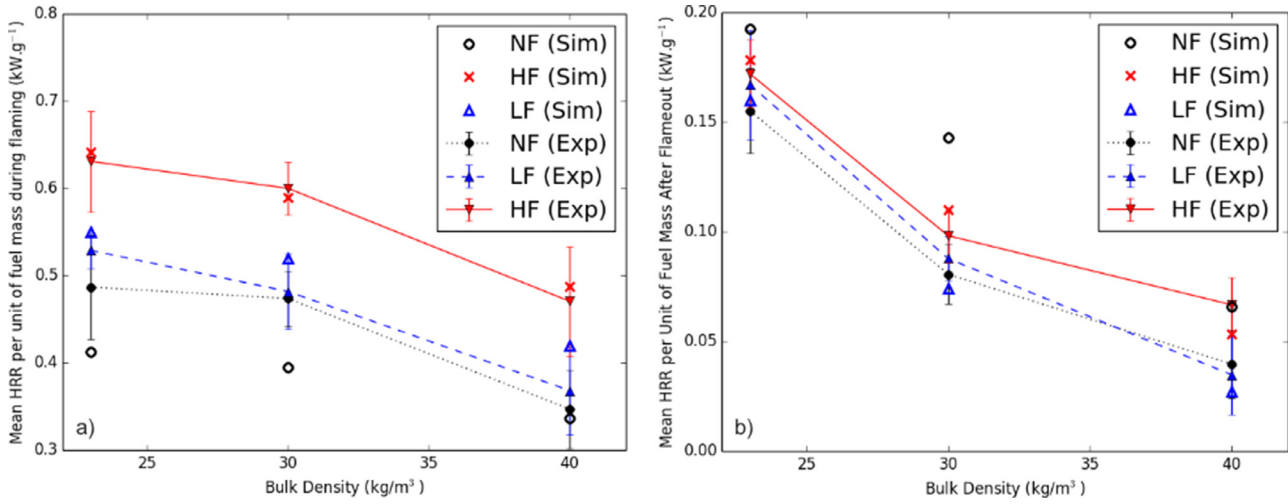 Mean HRR per unit of fuel mass during flaming (kW.g⁻¹)
0.8
0.7
0.6
0.5
0.4
0.3
25
30
35
40
Bulk Density (kg/m³)
a)
NF (Sim)
HF (Sim)
LF (Sim)
NF (Exp)
LF (Exp)
HF (Exp)
Mean HRR per Unit of Fuel Mass After Flameout (kW.g⁻¹)
0.20
0.15
0.10
0.05
0.00
25
30
35
40
Bulk Density (kg/m³)
b)
NF (Sim)
HF (Sim)
LF (Sim)
NF (Exp)
LF (Exp)
HF (Exp)